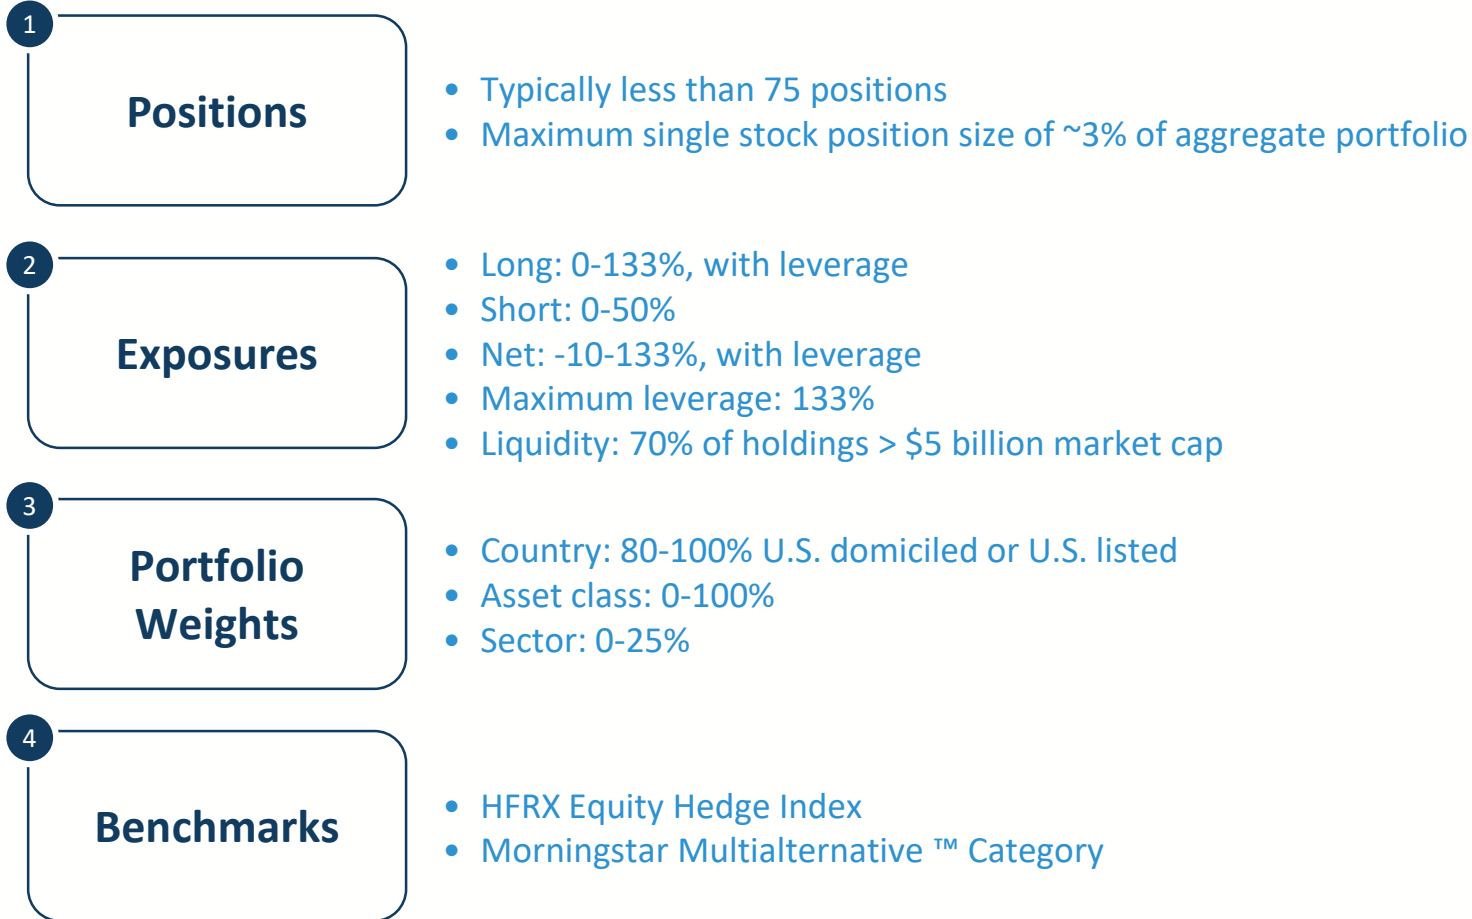 1
Positions
• Typically less than 75 positions
• Maximum single stock position size of ~3% of aggregate portfolio
2
Exposures
• Long: 0-133%, with leverage
• Short: 0-50%
• Net: -10-133%, with leverage
• Maximum leverage: 133%
• Liquidity: 70% of holdings > $5 billion market cap
3
Portfolio
Weights
• Country: 80-100% U.S. domiciled or U.S. listed
• Asset class: 0-100%
• Sector: 0-25%
4
Benchmarks
• HFRX Equity Hedge Index
• Morningstar Multialternative ™ Category